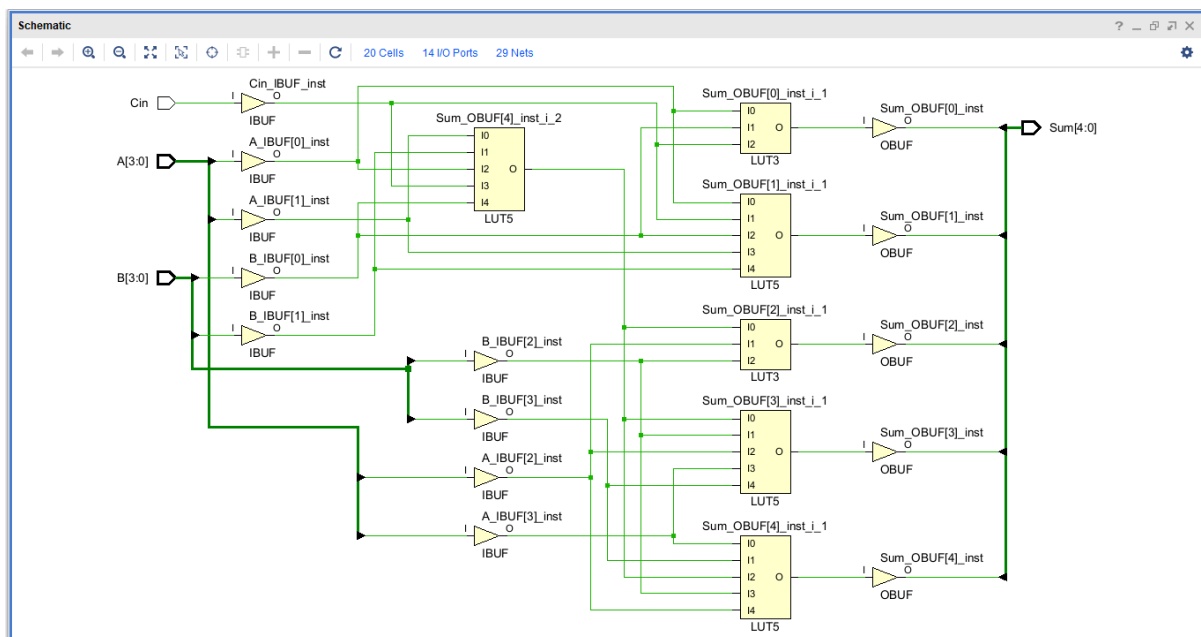 Schematic
20 Cells 14 I/O Ports 29 Nets
Cin
A[3:0]
B[3:0]
Cin_IBUF_inst
I O
IBUF
A_IBUF[0]_inst
I O
IBUF
A_IBUF[1]_inst
I O
IBUF
B_IBUF[0]_inst
I O
IBUF
B_IBUF[1]_inst
I O
IBUF
Sum_OBUF[4]_inst_i_2
I0
I1
I2 O
I3
I4
LUT5
B_IBUF[2]_inst
I O
IBUF
B_IBUF[3]_inst
I O
IBUF
A_IBUF[2]_inst
I O
IBUF
A_IBUF[3]_inst
I O
IBUF
Sum_OBUF[0]_inst_i_1
I0
I1 O
I2
LUT3
Sum_OBUF[1]_inst_i_1
I0
I1
I2 O
I3
I4
LUT5
Sum_OBUF[2]_inst_i_1
I0
I1 O
I2
LUT3
Sum_OBUF[3]_inst_i_1
I0
I1
I2 O
I3
I4
LUT5
Sum_OBUF[4]_inst_i_1
I0
I1
I2 O
I3
I4
LUT5
Sum_OBUF[0]_inst
I O
OBUF
Sum_OBUF[1]_inst
I O
OBUF
Sum_OBUF[2]_inst
I O
OBUF
Sum_OBUF[3]_inst
I O
OBUF
Sum_OBUF[4]_inst
I O
OBUF
Sum[4:0]